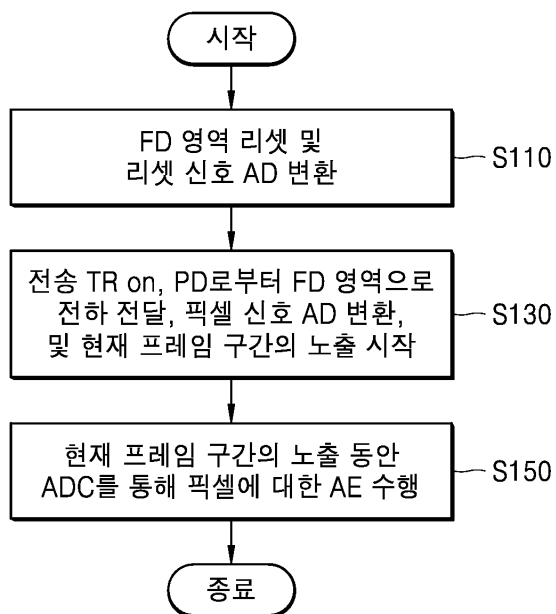 시작
FD 영역 리셋 및
리셋 신호 AD 변환
S110
전송 TR on, PD로부터 FD 영역으로
전하 전달, 픽셀 신호 AD 변환,
및 현재 프레임 구간의 노출 시작
S130
현재 프레임 구간의 노출 동안
ADC를 통해 픽셀에 대한 AE 수행
S150
종료